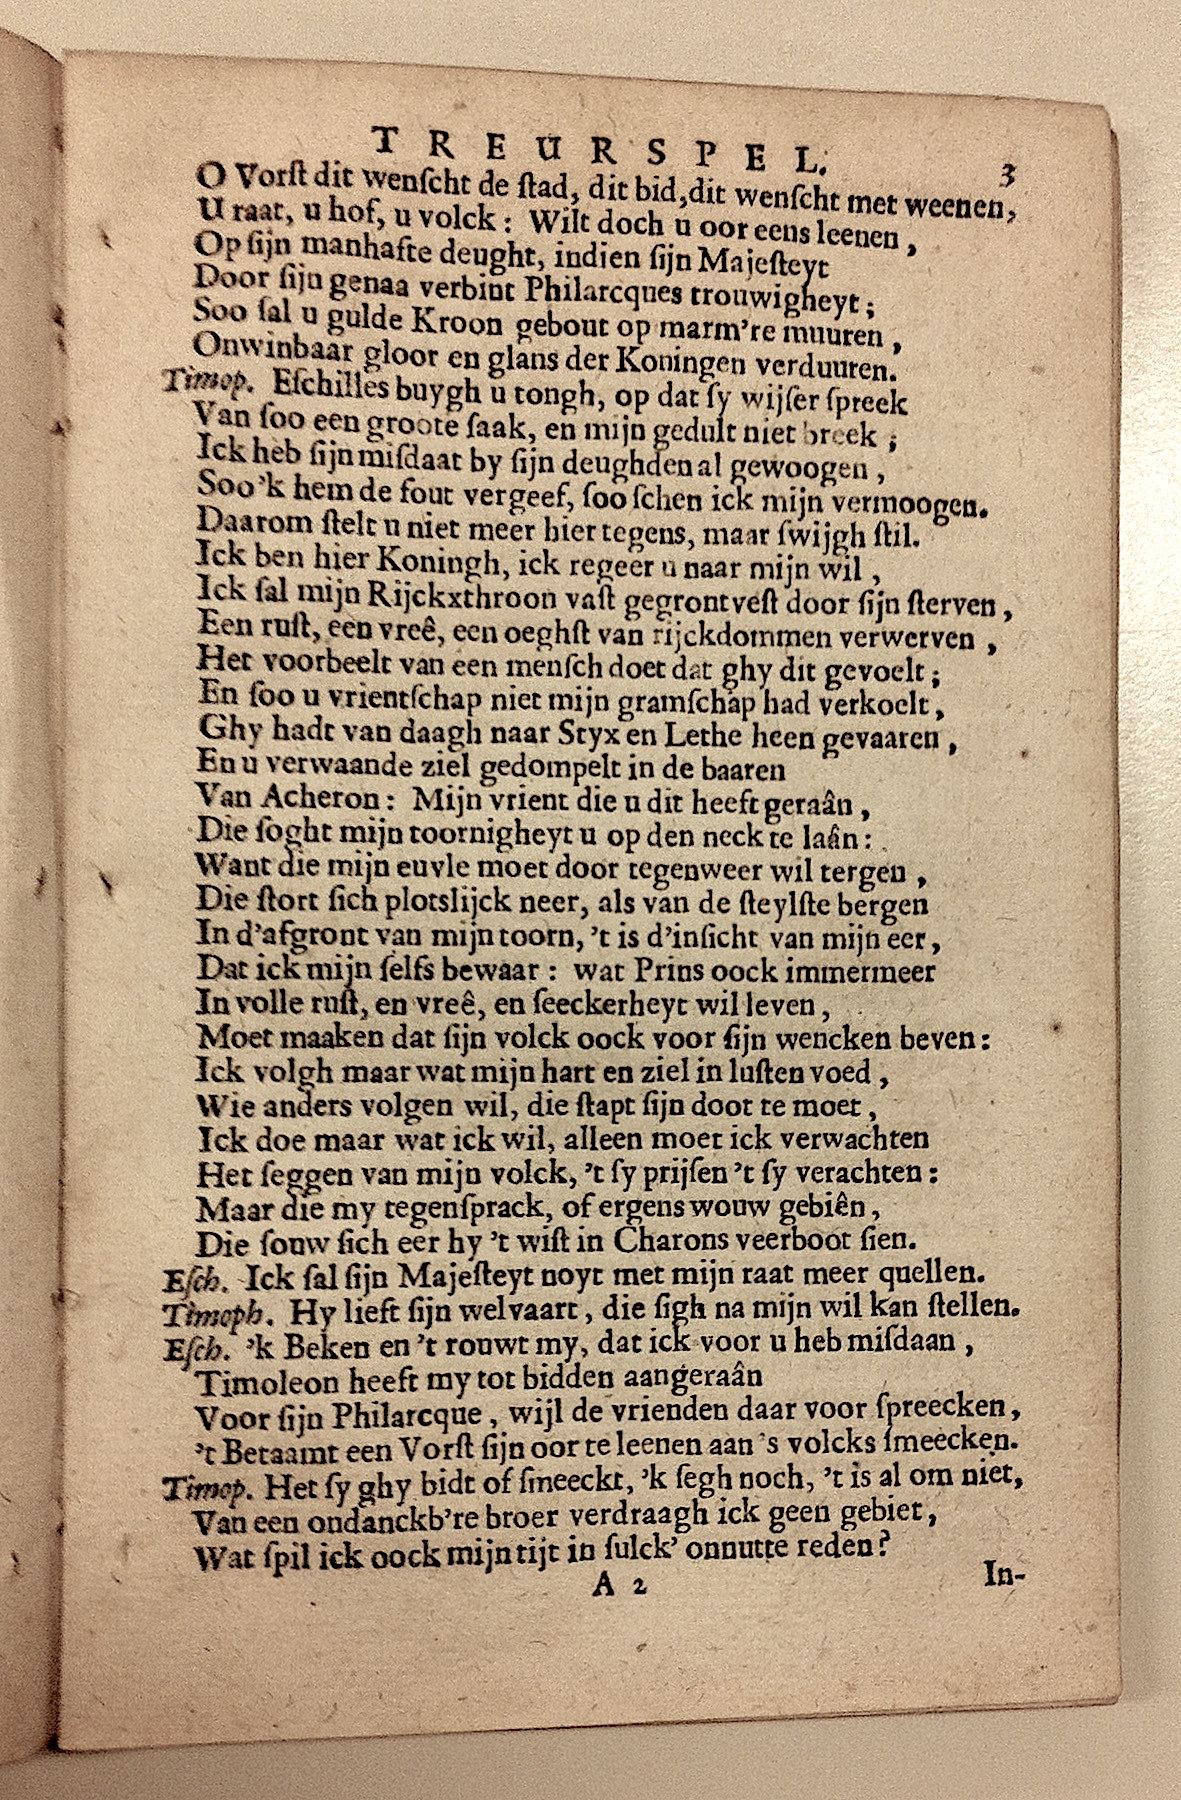 TREURSPEL. 3
O Vorſt dit wenſcht de ſtad, dit bid, dit wenſcht met weenen,
U raat, u hof, u volck: Wilt doch u oor eens leenen,
Op ſijn manhafte deught, indien ſijn Majeſteyt
Door ſijn genaa verbint Philarcques trouwigheyt;
Soo ſal u gulde Kroon gebout op marm're muuren,
Onwinbaar gloor en glans der Koningen verduuren.
Timop. Eſchilles buygh u tongh, op dat ſy wijſer ſpreek
Van ſoo een groote ſaak, en mijn gedult niet breek;
Ick heb ſijn miſdaat by ſijn deughden al gewoogen,
Soo 'k hem de fout vergeef, ſoo ſchen ick mijn vermoogen.
Daarom ſtelt u niet meer hier tegens, maar ſwijgh ſtil.
Ick ben hier Koningh, ick regeer u naar mijn wil,
Ick ſal mijn Rijckxthroon vaſt gegrontveſt door ſijn ſterven,
Een ruſt, een vreê, een oeghſt van rijckdommen verwerven,
Het voorbeelt van een menſch doet dat ghy dit gevoelt;
En ſoo u vrientſchap niet mijn gramſchap had verkoelt,
Ghy hadt van daagh naar Styx en Lethe heen gevaaren,
En u verwaande ziel gedompelt in de baaren
Van Acheron: Mijn vrient die u dit heeft geraân,
Die ſoght mijn toornigheyt u op den neck te laân:
Want die mijn euvle moet door tegenweer wil tergen,
Die ſtort ſich plotslijck neer, als van de ſteylſte bergen
In d'afgront van mijn toorn, 't is d'inſicht van mijn eer,
Dat ick mijn ſelfs bewaar: wat Prins oock immermeer
In volle ruſt, en vreê, en ſeeckerheyt wil leven,
Moet maaken dat ſijn volck oock voor ſijn wencken beven:
Ick volgh maar wat mijn hart en ziel in luſten voed,
Wie anders volgen wil, die ſtapt ſijn doot te moet,
Ick doe maar wat ick wil, alleen moet ick verwachten
Het ſeggen van mijn volck, 't ſy prijſen 't ſy verachten:
Maar die my tegenſprack, of ergens wouw gebiên,
Die ſouw ſich eer hy 't wiſt in Charons veerboot ſien.
Eſch. Ick ſal ſijn Majeſteyt noyt met mijn raat meer quellen.
Timoph. Hy lieft ſijn welvaart, die ſigh na mijn wil kan ſtellen.
Eſch. 'k Beken en 't rouwt my, dat ick voor u heb miſdaan,
Timoleon heeft my tot bidden aangeraân
Voor ſijn Philarcque, wijl de vrienden daar voor ſpreecken,
't Betaamt een Vorſt ſijn oor te leenen aan 's volcks ſmeecken.
Timop. Het ſy ghy bidt of ſmeeckt, 'k ſegh noch, 't is al om niet,
Van een ondanckb're broer verdraagh ick geen gebiet,
Wat ſpil ick oock mijn tijt in ſulck' onnutte reden?
A 2 In-